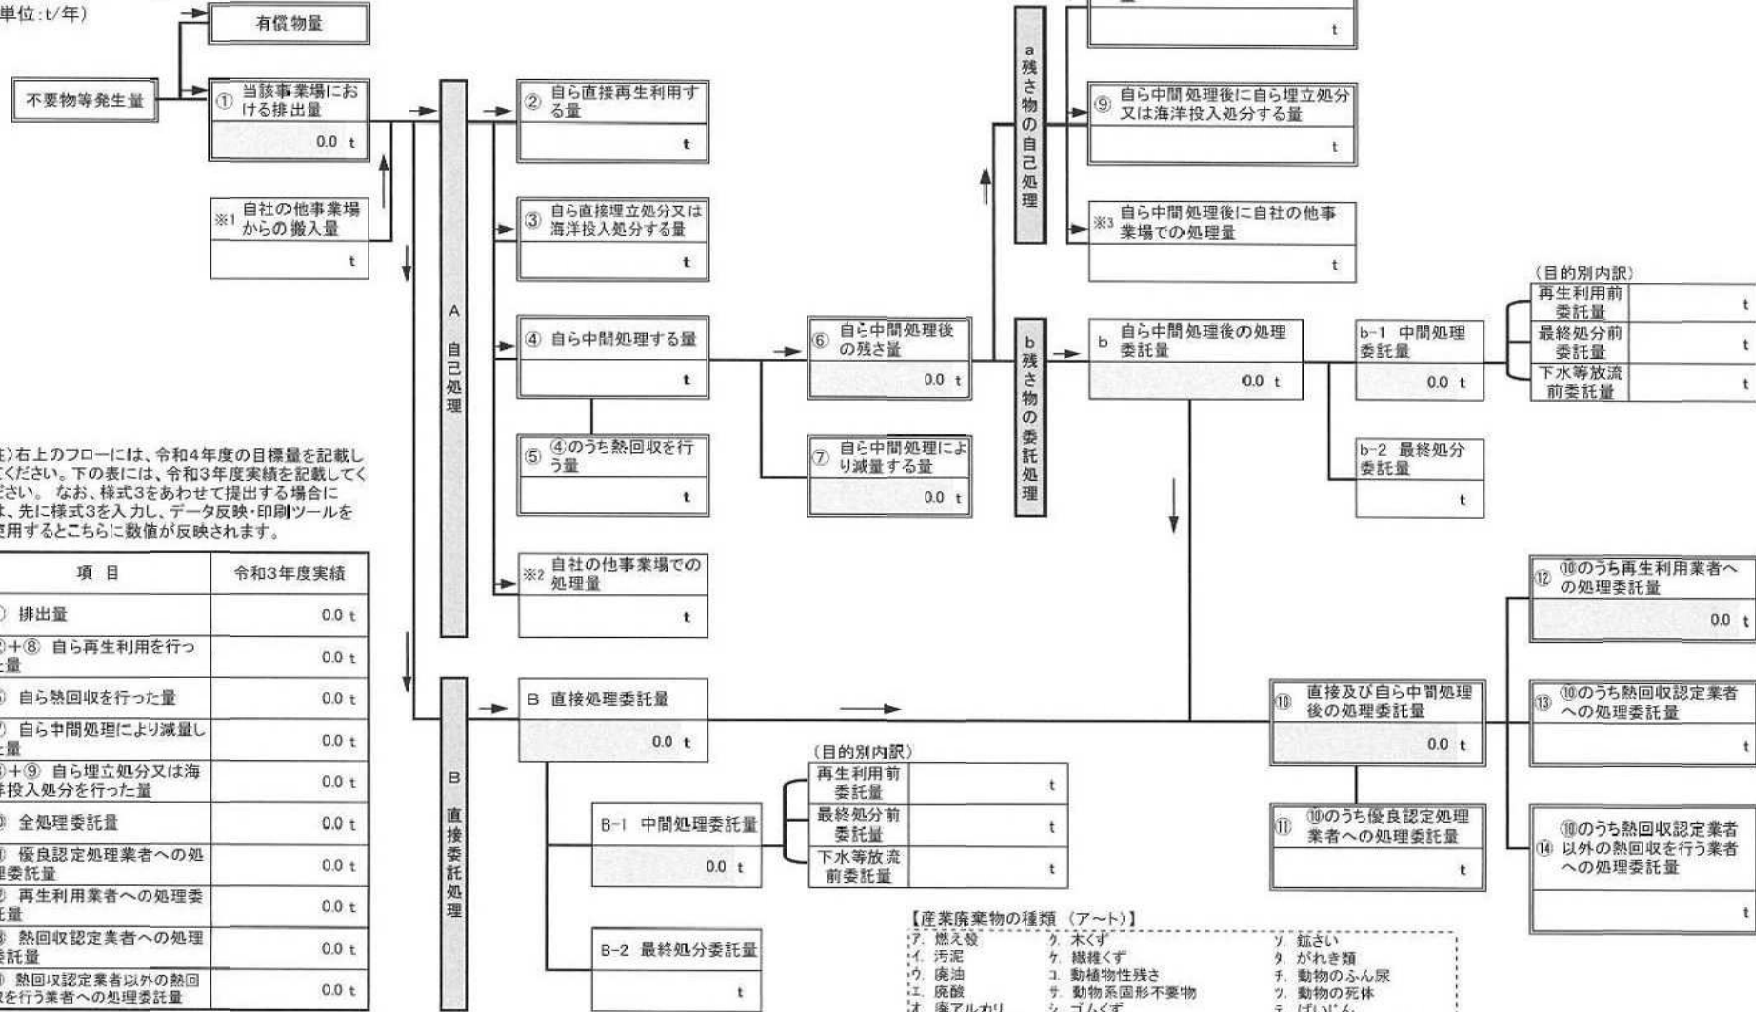 単位:t/年)
有償物量
t
不要物等発生量
① 当該事業場にお
ける排出量
0.0 t
※1 自社の他事業場
からの搬入量
t
A 自己処理
② 自ら直接再生利用す
る量
t
③ 自ら直接埋立処分又は
海洋投入処分する量
t
④ 自ら中間処理する量
t
⑤ ④のうち熱回収を行
う量
t
※2 自社の他事業場での
処理量
t
⑥ 自ら中間処理後
の残さ量
0.0 t
⑦ 自ら中間処理によ
り減量する量
0.0 t
a 残さ物の自己処理
⑨ 自ら中間処理後に自ら埋立処分
又は海洋投入処分する量
t
※3 自ら中間処理後に自社の他事
業場での処理量
t
b 残さ物の委託処理
b 自ら中間処理後の処理
委託量
0.0 t
b-1 中間処理
委託量
0.0 t
(目的別内訳)
再生利用前
委託量
t
最終処分前
委託量
t
下水等放流
前委託量
t
b-2 最終処分
委託量
t
)右上のフローには、令和4年度の目標量を記載し
ください。下の表には、令和3年度実績を記載してく
さい。 なお、様式3をあわせて提出する場合に
、先に様式3を入力し、データ反映・印刷ツールを
用するとこちらに数値が反映されます。
項 目 令和3年度実績
排出量 0.0 t
+⑧ 自ら再生利用を行っ
量 0.0 t
自ら熱回収を行った量 0.0 t
自ら中間処理により減量し
量 0.0 t
+⑨ 自ら埋立処分又は海
洋投入処分を行った量 0.0 t
全処理委託量 0.0 t
優良認定処理業者への処
理委託量 0.0 t
再生利用業者への処理委
託量 0.0 t
熱回収認定業者への処理
委託量 0.0 t
熱回収認定業者以外の熱回
収を行う業者への処理委託量 0.0 t
B 直接委託処理
B 直接処理委託量
0.0 t
B-1 中間処理委託量
0.0 t
(目的別内訳)
再生利用前
委託量
t
最終処分前
委託量
t
下水等放流
前委託量
t
B-2 最終処分委託量
t
⑩ 直接及び自ら中間処理
後の処理委託量
0.0 t
⑪ ⑩のうち優良認定処理
業者への処理委託量
t
⑫ ⑩のうち再生利用業者へ
の処理委託量
0.0 t
⑬ ⑩のうち熱回収認定業者
への処理委託量
t
⑭ ⑩のうち熱回収認定業者
以外の熱回収を行う業者
への処理委託量
t
【産業廃棄物の種類 (ア~ト)】
ア. 燃え殻 ク. 木くず ソ. 鉱さい
イ. 汚泥 ケ. 繊維くず タ. がれき類
ウ. 廃油 コ. 動植物性残さ チ. 動物のふん尿
エ. 廃酸 サ. 動物系固形不要物 ツ. 動物の死体
オ. 廃アルカリ シ. ゴムくず テ. ばいじん